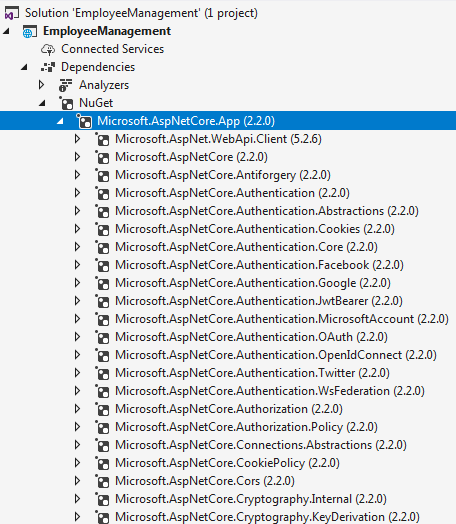 Solution 'EmployeeManagement' (1 project)
EmployeeManagement
Connected Services
Dependencies
Analyzers
NuGet
Microsoft.AspNetCore.App (2.2.0)
Microsoft.AspNet.WebApi.Client (5.2.6)
Microsoft.AspNetCore (2.2.0)
Microsoft.AspNetCore.Antiforgery (2.2.0)
Microsoft.AspNetCore.Authentication (2.2.0)
Microsoft.AspNetCore.Authentication.Abstractions (2.2.0)
Microsoft.AspNetCore.Authentication.Cookies (2.2.0)
Microsoft.AspNetCore.Authentication.Core (2.2.0)
Microsoft.AspNetCore.Authentication.Facebook (2.2.0)
Microsoft.AspNetCore.Authentication.Google (2.2.0)
Microsoft.AspNetCore.Authentication.JwtBearer (2.2.0)
Microsoft.AspNetCore.Authentication.MicrosoftAccount (2.2.0)
Microsoft.AspNetCore.Authentication.OAuth (2.2.0)
Microsoft.AspNetCore.Authentication.OpenIdConnect (2.2.0)
Microsoft.AspNetCore.Authentication.Twitter (2.2.0)
Microsoft.AspNetCore.Authentication.WsFederation (2.2.0)
Microsoft.AspNetCore.Authorization (2.2.0)
Microsoft.AspNetCore.Authorization.Policy (2.2.0)
Microsoft.AspNetCore.Connections.Abstractions (2.2.0)
Microsoft.AspNetCore.CookiePolicy (2.2.0)
Microsoft.AspNetCore.Cors (2.2.0)
Microsoft.AspNetCore.Cryptography.Internal (2.2.0)
Microsoft.AspNetCore.Cryptography.KeyDerivation (2.2.0)